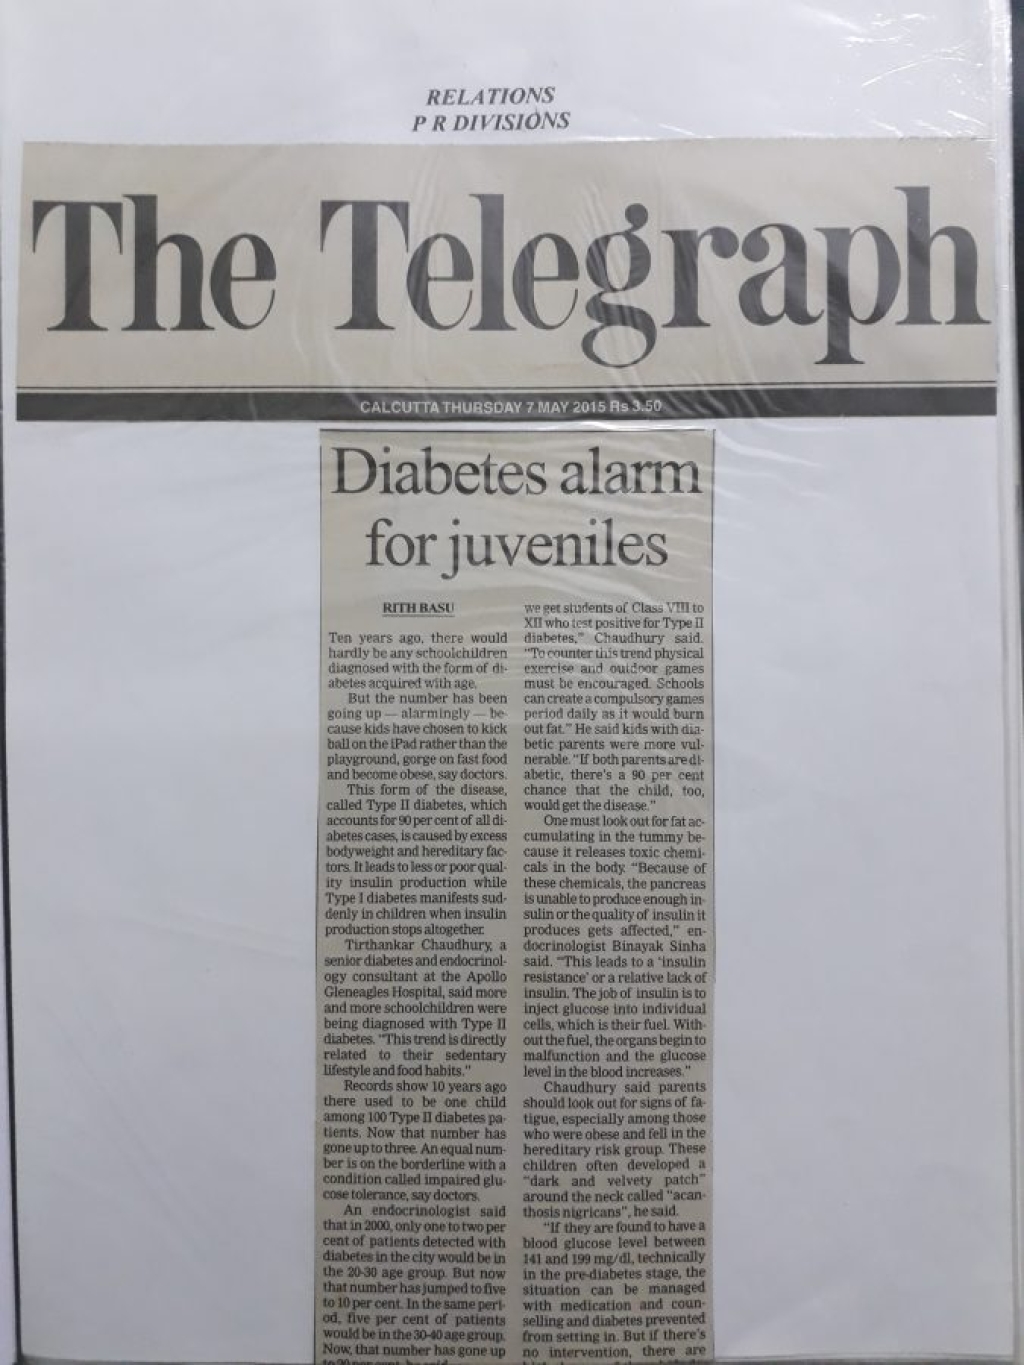 RELATIONS
P R DIVISIONS
The Telegraph
CALCUTTA THURSDAY 7 MAY 2015 Rs 3.50
Diabetes alarm
for juveniles
RITH BASU
Ten years ago, there would
hardly be any schoolchildren
diagnosed with the form of di-
abetes acquired with age.
But the number has been
going up — alarmingly — be-
cause kids have chosen to kick
ball on the iPad rather than the
playground, gorge on fast food
and become obese, say doctors.
This form of the disease,
called Type II diabetes, which
accounts for 90 per cent of all di-
abetes cases, is caused by excess
bodyweight and hereditary fac-
tors. It leads to less or poor qual-
ity insulin production while
Type I diabetes manifests sud-
denly in children when insulin
production stops altogether.
Tirthankar Chaudhury, a
senior diabetes and endocrinol-
ogy consultant at the Apollo
Gleneagles Hospital, said more
and more schoolchildren were
being diagnosed with Type II
diabetes. "This trend is directly
related to their sedentary
lifestyle and food habits."
Records show 10 years ago
there used to be one child
among 100 Type II diabetes pa-
tients. Now that number has
gone up to three. An equal num-
ber is on the borderline with a
condition called impaired glu-
cose tolerance, say doctors.
An endocrinologist said
that in 2000, only one to two per
cent of patients detected with
diabetes in the city would be in
the 20-30 age group. But now
that number has jumped to five
to 10 per cent. In the same peri-
od, five per cent of patients
would be in the 30-40 age group.
Now, that number has gone up
we get students of Class VIII to
XII who test positive for Type II
diabetes," Chaudhury said.
"To counter this trend physical
exercise and outdoor games
must be encouraged. Schools
can create a compulsory games
period daily as it would burn
out fat." He said kids with dia-
betic parents were more vul-
nerable. "If both parents are di-
abetic, there's a 90 per cent
chance that the child, too,
would get the disease."
One must look out for fat ac-
cumulating in the tummy be-
cause it releases toxic chemi-
cals in the body. "Because of
these chemicals, the pancreas
is unable to produce enough in-
sulin or the quality of insulin it
produces gets affected," en-
docrinologist Binayak Sinha
said. "This leads to a 'insulin
resistance' or a relative lack of
insulin. The job of insulin is to
inject glucose into individual
cells, which is their fuel. With-
out the fuel, the organs begin to
malfunction and the glucose
level in the blood increases."
Chaudhury said parents
should look out for signs of fa-
tigue, especially among those
who were obese and fell in the
hereditary risk group. These
children often developed a
"dark and velvety patch"
around the neck called "acan-
thosis nigricans", he said.
"If they are found to have a
blood glucose level between
141 and 199 mg/dl, technically
in the pre-diabetes stage, the
situation can be managed
with medication and coun-
selling and diabetes prevented
from setting in. But if there's
no intervention, there are